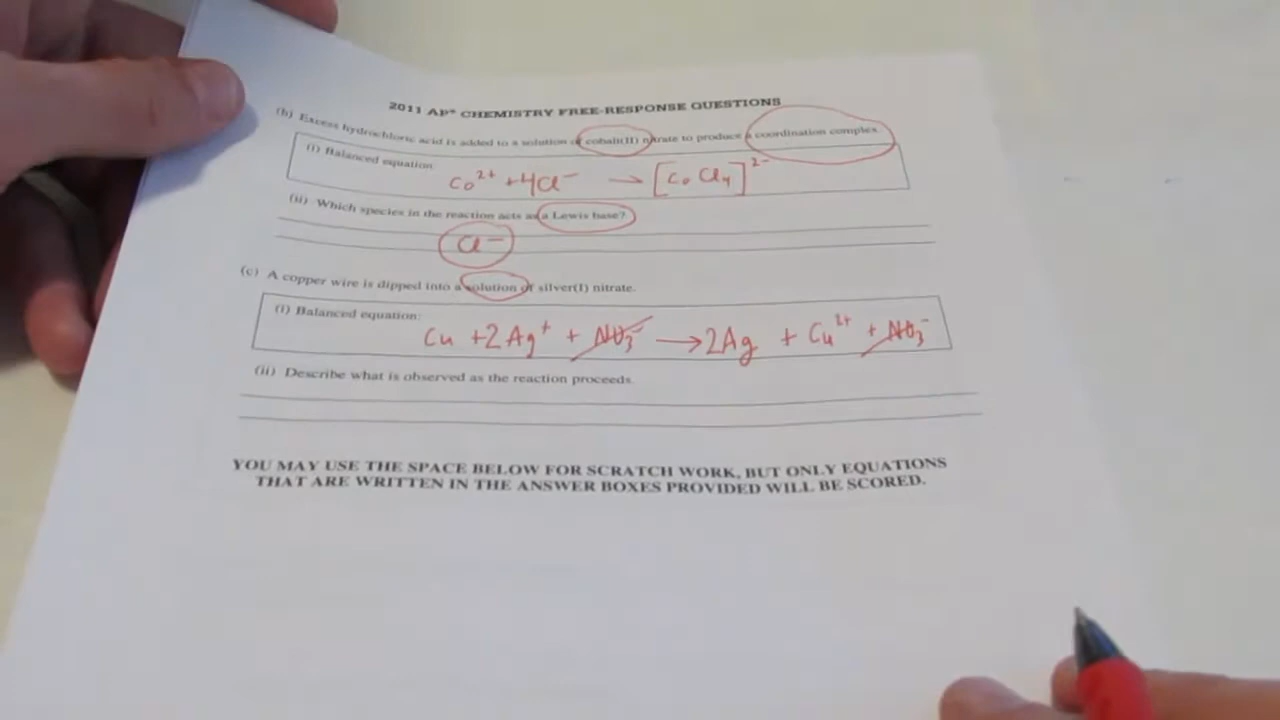 2011 AP® CHEMISTRY FREE-RESPONSE QUESTIONS
(b) Excess hydrochloric acid is added to a solution of cobalt(II) nitrate to produce a coordination complex.
(i) Balanced equation:
Co²⁺ + 4Cl⁻ → [CoCl₄]²⁻
(ii) Which species in the reaction acts as a Lewis base?
Cl⁻
(c) A copper wire is dipped into a solution of silver(I) nitrate.
(i) Balanced equation:
Cu + 2Ag⁺ + NO₃⁻ → 2Ag + Cu²⁺ + NO₃⁻
(ii) Describe what is observed as the reaction proceeds.
YOU MAY USE THE SPACE BELOW FOR SCRATCH WORK, BUT ONLY EQUATIONS
THAT ARE WRITTEN IN THE ANSWER BOXES PROVIDED WILL BE SCORED.